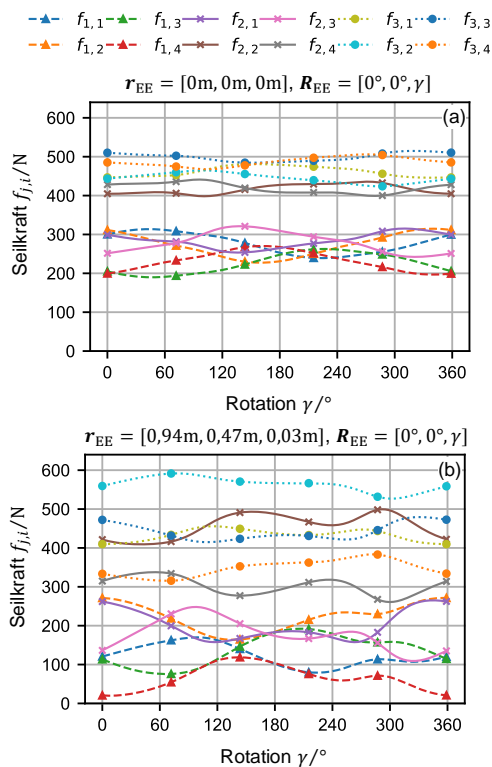 f1,1 f1,3 f2,1 f2,3 f3,1 f3,3
f1,2 f1,4 f2,2 f2,4 f3,2 f3,4
rEE = [0m, 0m, 0m], REE = [0°, 0°, γ]
(a)
Seilkraft fj,i/N
600
500
400
300
200
100
0
0 60 120 180 240 300 360
Rotation γ/°
rEE = [0,94m, 0,47m, 0,03m], REE = [0°, 0°, γ]
(b)
Seilkraft fj,i/N
600
500
400
300
200
100
0
0 60 120 180 240 300 360
Rotation γ/°